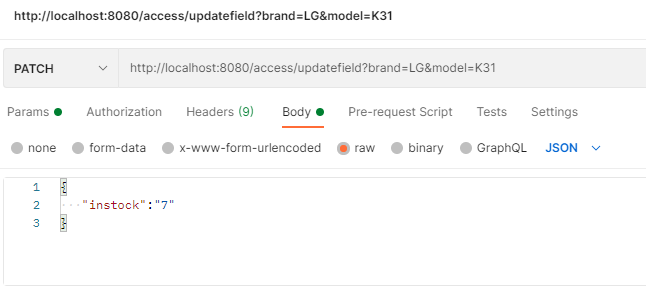 http://localhost:8080/access/updatefield?brand=LG&model=K31
PATCH http://localhost:8080/access/updatefield?brand=LG&model=K31
Params Authorization Headers (9) Body Pre-request Script Tests Settings
none form-data x-www-form-urlencoded raw binary GraphQL JSON
1 {
2 "instock":"7"
3 }